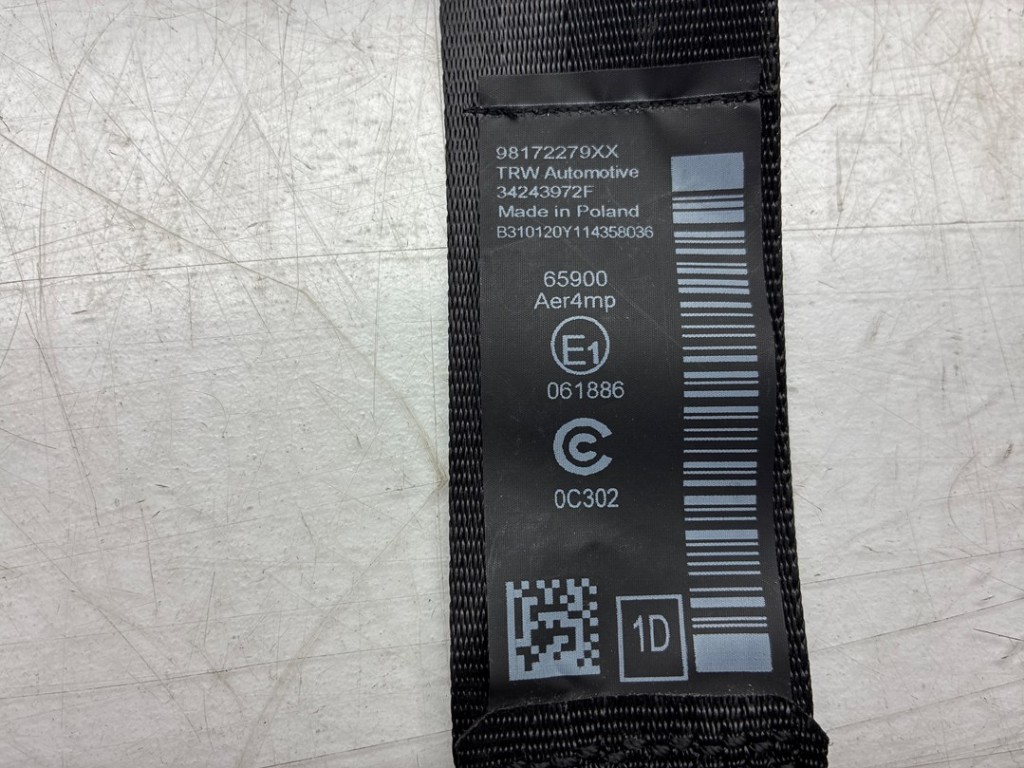 98172279XX
TRW Automotive
34243972F
Made in Poland
B310120Y114358036
65900
Aer4mp
E1
061886
0C302
1D